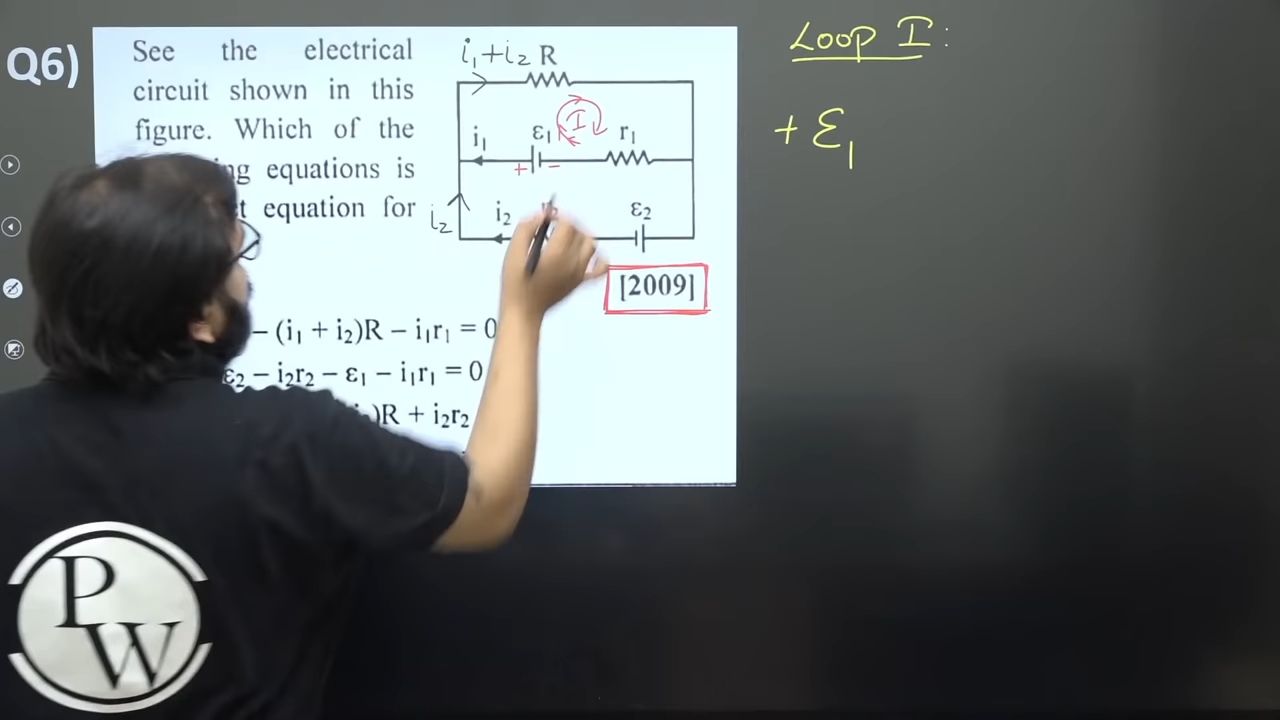 Q6)
See the electrical
circuit shown in this
figure. Which of the
equations is
equation for
[2009]
i₁+i₂ R
I
i₁ ε₁ r₁
+ −
i₂ i₂ ε₂
− (i₁ + i₂)R − i₁r₁ = 0
ε₂ − i₂r₂ − ε₁ − i₁r₁ = 0
)R + i₂r₂
Loop I:
+ ε₁
PW